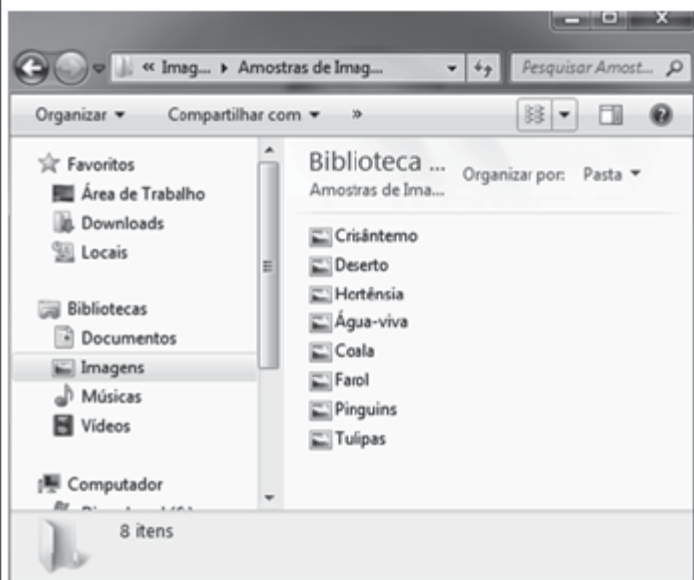 « Imag... ▸ Amostras de Imag... Pesquisar Amost...
Organizar ▾ Compartilhar com ▾ »
Favoritos
Área de Trabalho
Downloads
Locais
Bibliotecas
Documentos
Imagens
Músicas
Vídeos
Computador
Biblioteca ...
Amostras de Ima...
Organizar por: Pasta ▾
Crisântemo
Deserto
Hortênsia
Água-viva
Coala
Farol
Pinguins
Tulipas
8 itens